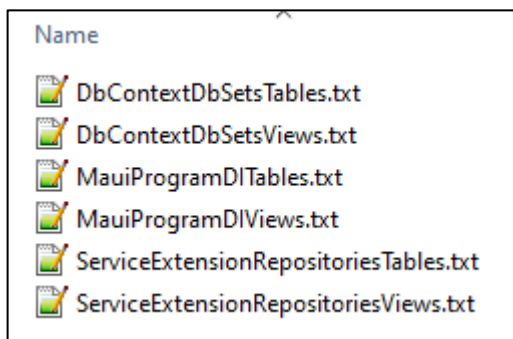 Name
DbContextDbSetsTables.txt
DbContextDbSetsViews.txt
MauiProgramDITables.txt
MauiProgramDIViews.txt
ServiceExtensionRepositoriesTables.txt
ServiceExtensionRepositoriesViews.txt